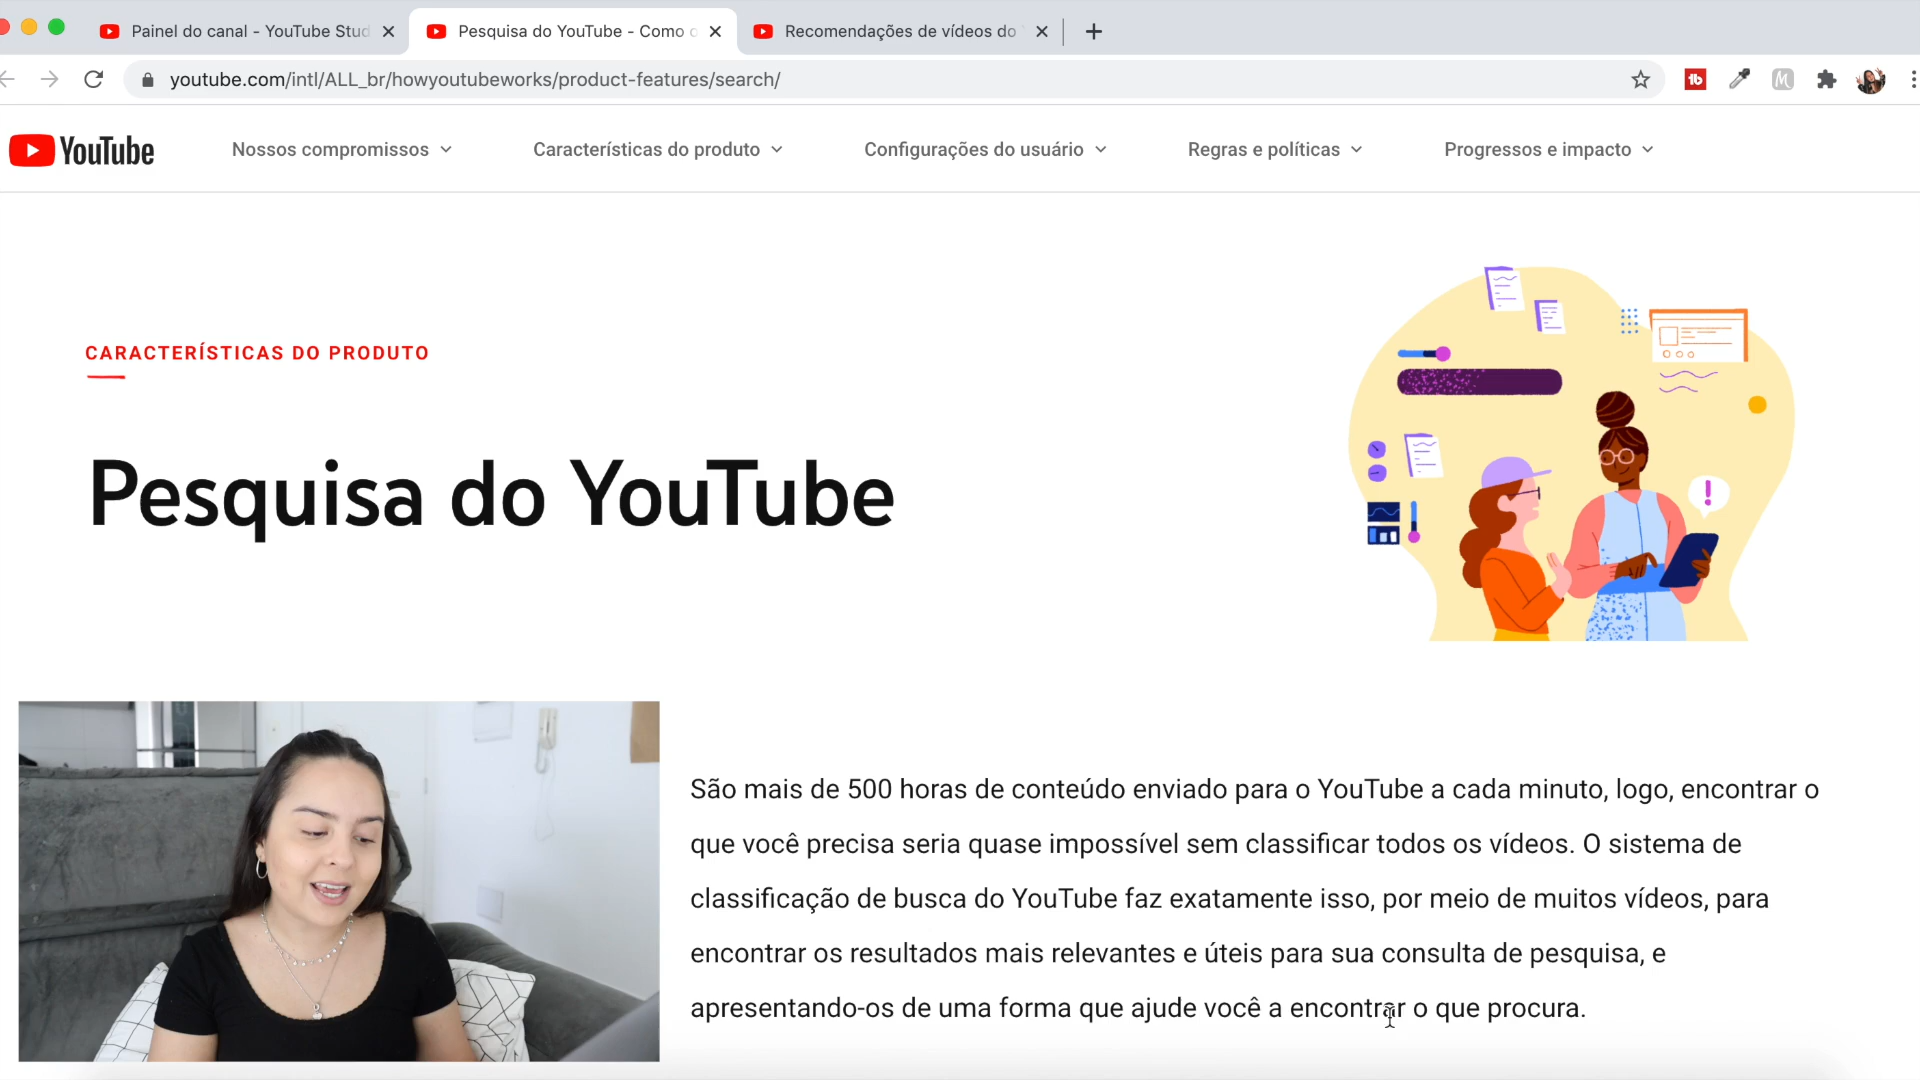 Painel do canal - YouTube Stud
Pesquisa do YouTube - Como
Recomendações de vídeos do
youtube.com/intl/ALL_br/howyoutubeworks/product-features/search/
YouTube
Nossos compromissos
Características do produto
Configurações do usuário
Regras e políticas
Progressos e impacto
CARACTERÍSTICAS DO PRODUTO
Pesquisa do YouTube
São mais de 500 horas de conteúdo enviado para o YouTube a cada minuto, logo, encontrar o
que você precisa seria quase impossível sem classificar todos os vídeos. O sistema de
classificação de busca do YouTube faz exatamente isso, por meio de muitos vídeos, para
encontrar os resultados mais relevantes e úteis para sua consulta de pesquisa, e
apresentando-os de uma forma que ajude você a encontrar o que procura.